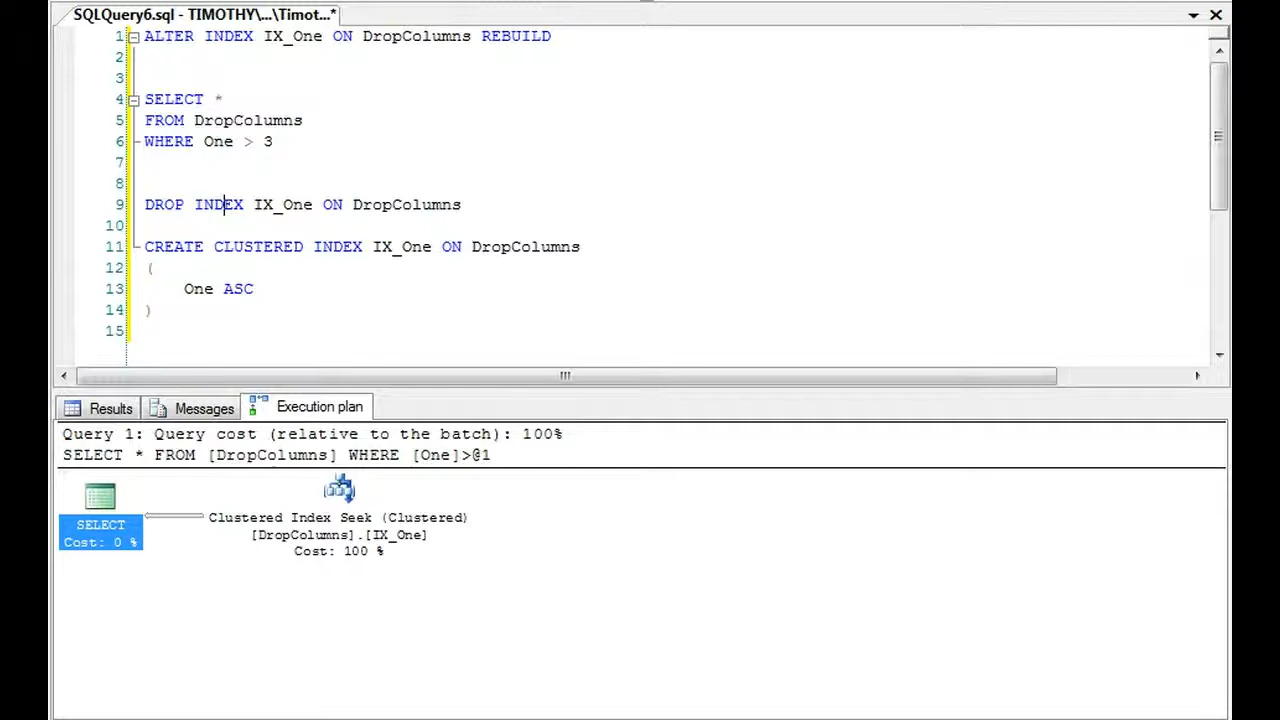 SQLQuery6.sql - TIMOTHY\...\Timot...*
1 ALTER INDEX IX_One ON DropColumns REBUILD
2
3
4 SELECT *
5 FROM DropColumns
6 WHERE One > 3
7
8
9 DROP INDEX IX_One ON DropColumns
10
11 CREATE CLUSTERED INDEX IX_One ON DropColumns
12 (
13 One ASC
14 )
15
Results Messages Execution plan
Query 1: Query cost (relative to the batch): 100%
SELECT * FROM [DropColumns] WHERE [One]>@1
SELECT
Cost: 0 %
Clustered Index Seek (Clustered)
[DropColumns].[IX_One]
Cost: 100 %